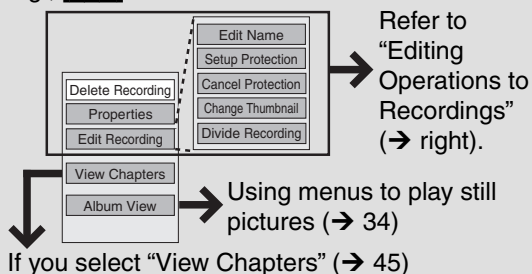 Edit Name
Setup Protection
Cancel Protection
Change Thumbnail
Divide Recording
Delete Recording
Properties
Edit Recording
View Chapters
Album View
Refer to
“Editing
Operations to
Recordings”
(➔ right).
Using menus to play still
pictures (➔ 34)
If you select “View Chapters” (➔ 45)